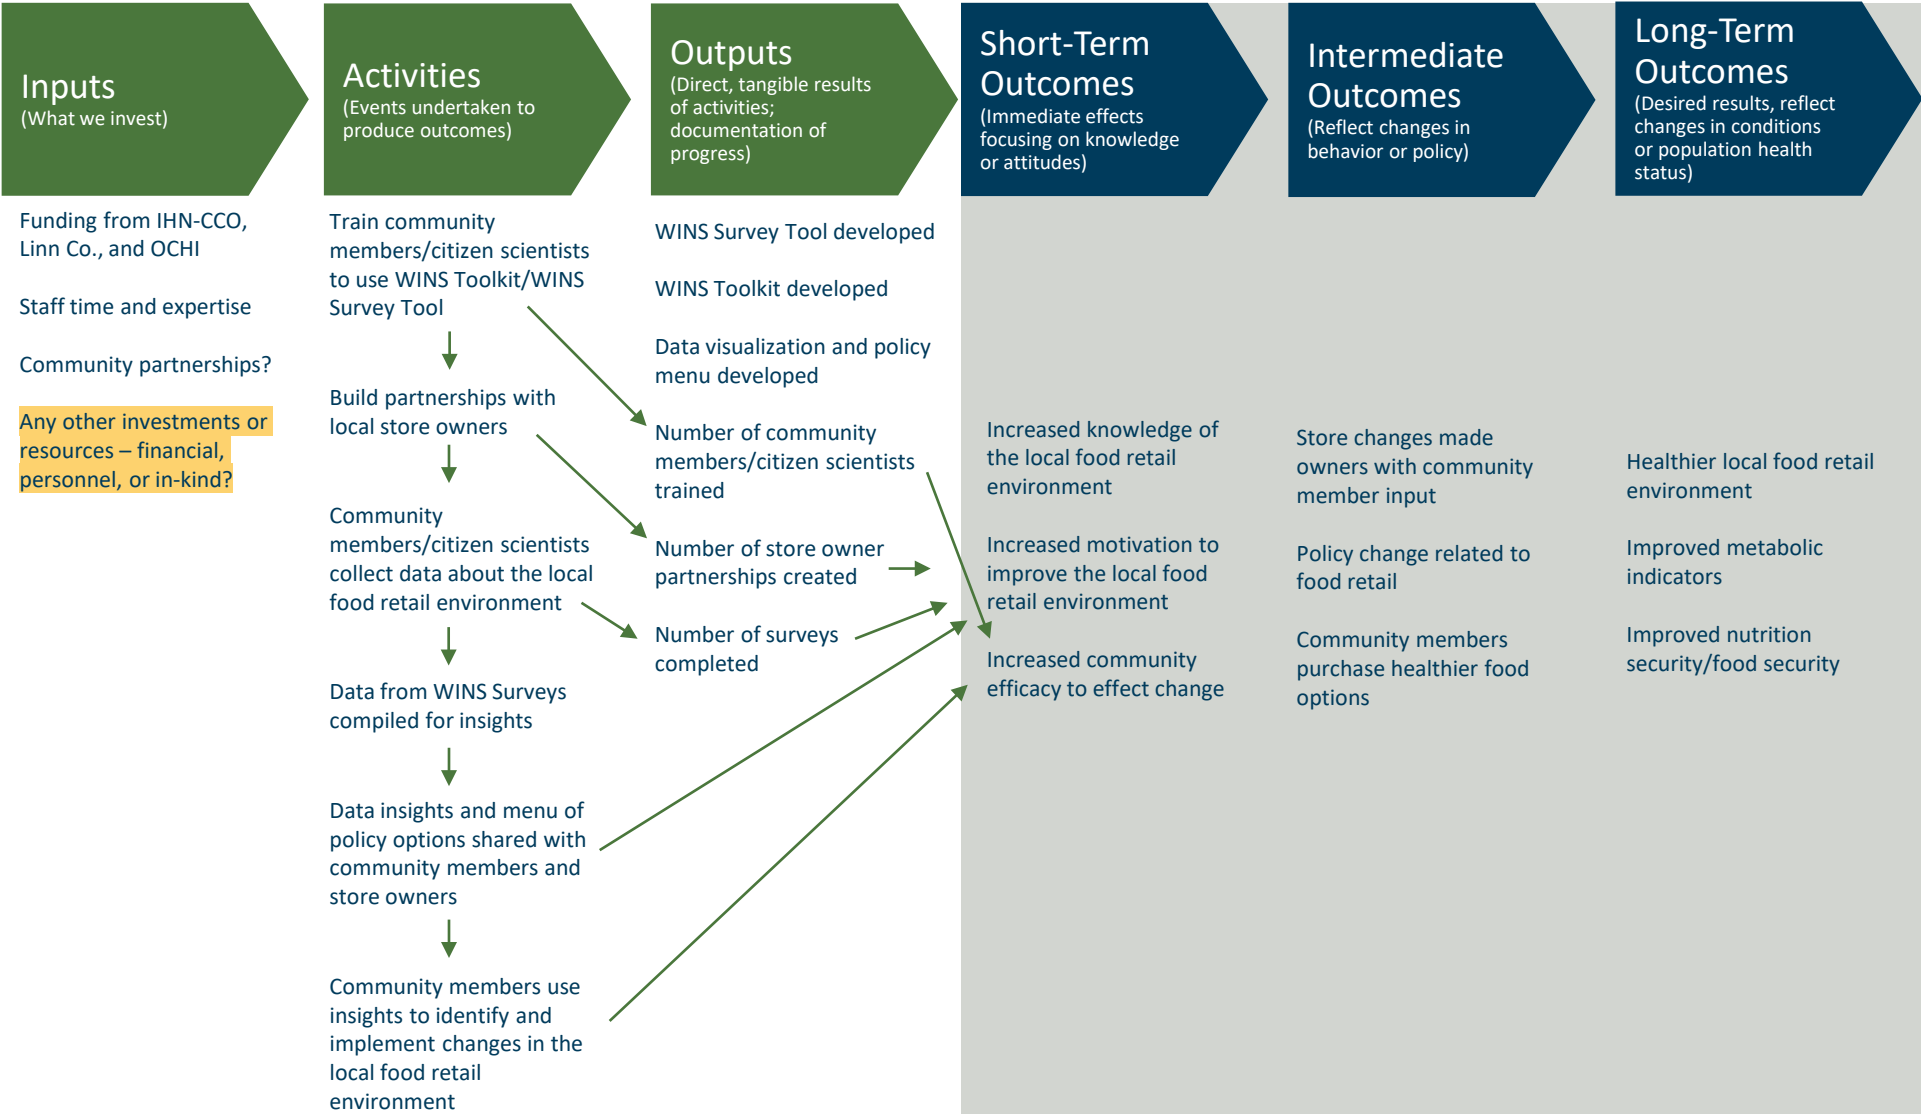 Inputs
(What we invest)
Funding from IHN-CCO,
Linn Co., and OCHI
Staff time and expertise
Community partnerships?
Any other investments or
resources – financial,
personnel, or in-kind?
Activities
(Events undertaken to
produce outcomes)
Train community
members/citizen scientists
to use WINS Toolkit/WINS
Survey Tool
Build partnerships with
local store owners
Community
members/citizen scientists
collect data about the local
food retail environment
Data from WINS Surveys
compiled for insights
Data insights and menu of
policy options shared with
community members and
store owners
Community members use
insights to identify and
implement changes in the
local food retail
environment
Outputs
(Direct, tangible results
of activities;
documentation of
progress)
WINS Survey Tool developed
WINS Toolkit developed
Data visualization and policy
menu developed
Number of community
members/citizen scientists
trained
Number of store owner
partnerships created
Number of surveys
completed
Short-Term
Outcomes
(Immediate effects
focusing on knowledge
or attitudes)
Increased knowledge of
the local food retail
environment
Increased motivation to
improve the local food
retail environment
Increased community
efficacy to effect change
Intermediate
Outcomes
(Reflect changes in
behavior or policy)
Store changes made
owners with community
member input
Policy change related to
food retail
Community members
purchase healthier food
options
Long-Term
Outcomes
(Desired results, reflect
changes in conditions
or population health
status)
Healthier local food retail
environment
Improved metabolic
indicators
Improved nutrition
security/food security